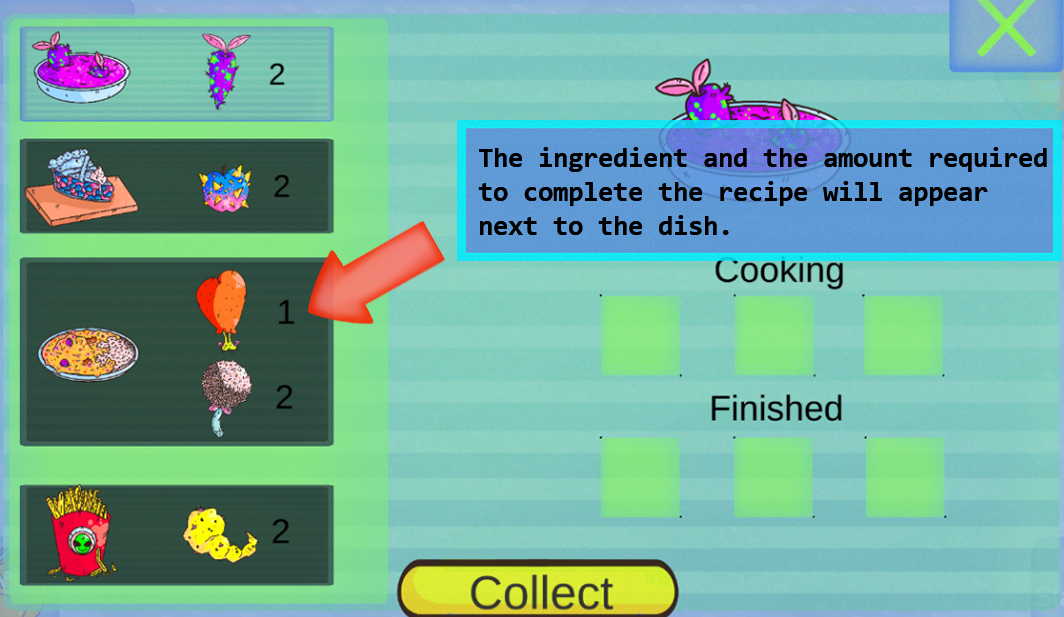 2
2
1
2
2
The ingredient and the amount required
to complete the recipe will appear
next to the dish.
Cooking
Finished
Collect